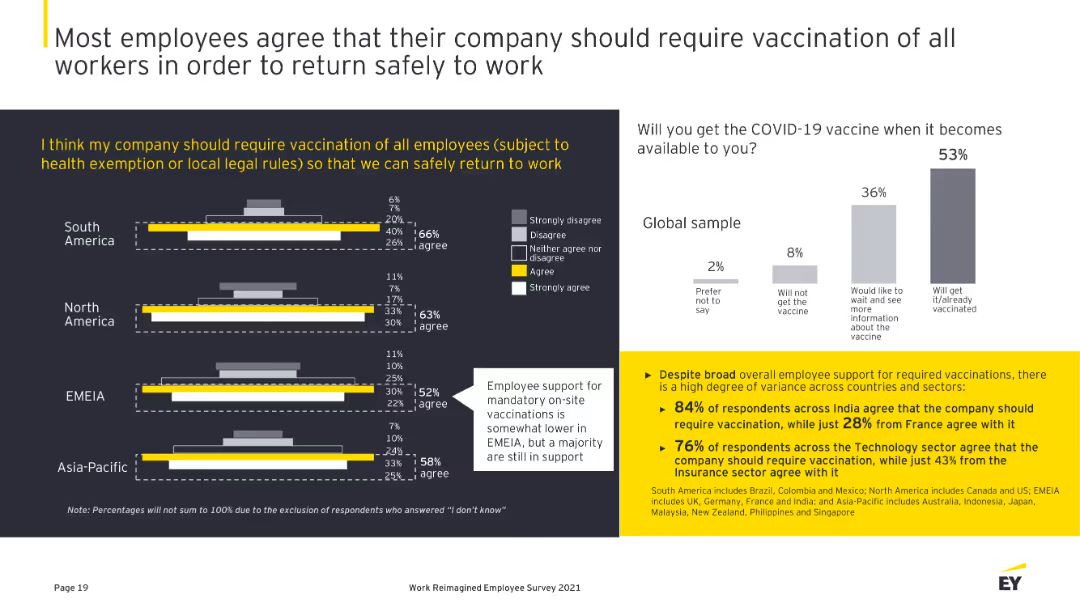 Most employees agree that their company should require vaccination of all
workers in order to return safely to work
I think my company should require vaccination of all employees (subject to
health exemption or local legal rules) so that we can safely return to work
South
America
6%
7%
20%
40%
26%
66%
agree
North
America
11%
7%
17%
33%
30%
63%
agree
EMEIA
11%
10%
25%
30%
22%
52%
agree
Asia-Pacific
7%
10%
24%
33%
25%
58%
agree
Strongly disagree
Disagree
Neither agree nor
disagree
Agree
Strongly agree
Employee support for
mandatory on-site
vaccinations is
somewhat lower in
EMEIA, but a majority
are still in support
Note: Percentages will not sum to 100% due to the exclusion of respondents who answered "I don't know"
Will you get the COVID-19 vaccine when it becomes
available to you?
Global sample
2%
8%
36%
53%
Prefer
not to
say
Will not
get the
vaccine
Would like to
wait and see
more
information
about the
vaccine
Will get
it/already
vaccinated
► Despite broad overall employee support for required vaccinations, there
is a high degree of variance across countries and sectors:
► 84% of respondents across India agree that the company should
require vaccination, while just 28% from France agree with it
► 76% of respondents across the Technology sector agree that the
company should require vaccination, while just 43% from the
Insurance sector agree with it
South America includes Brazil, Colombia and Mexico; North America includes Canada and US; EMEIA
includes UK, Germany, France and India; and Asia-Pacific includes Australia, Indonesia, Japan,
Malaysia, New Zealand, Philippines and Singapore
Page 19
Work Reimagined Employee Survey 2021
EY